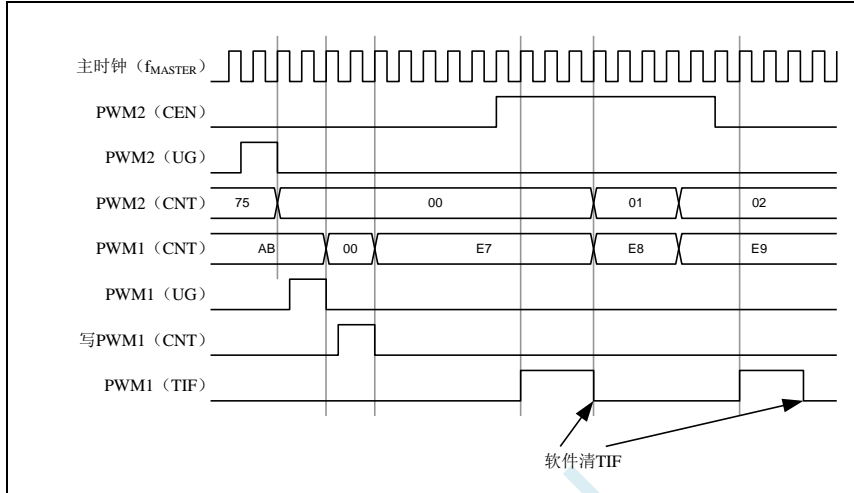 主时钟（fMASTER）
PWM2（CEN）
PWM2（UG）
PWM2（CNT） 75 00 01 02
PWM1（CNT） AB 00 E7 E8 E9
PWM1（UG）
写PWM1（CNT）
PWM1（TIF）
软件清TIF